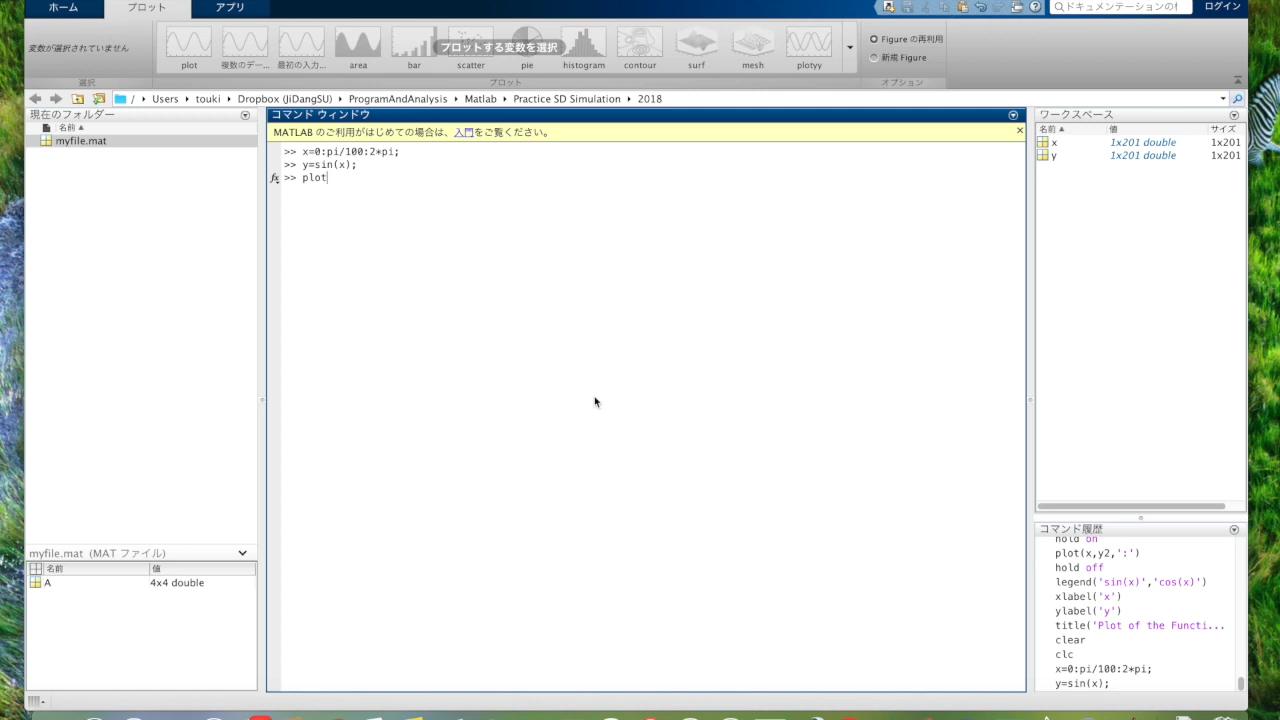 ホーム プロット アプリ
ドキュメンテーションの検 ログイン
変数が選択されていません
プロットする変数を選択
plot 複数のデー... 最初の入力... area bar scatter pie histogram contour surf mesh plotyy
Figure の再利用
新規 Figure
選択 プロット オプション
/ Users touki Dropbox (JiDangSU) ProgramAndAnalysis Matlab Practice SD Simulation 2018
現在のフォルダー
名前
myfile.mat
myfile.mat (MAT ファイル)
名前 値
A 4x4 double
コマンド ウィンドウ
MATLAB のご利用がはじめての場合は、入門をご覧ください。
>> x=0:pi/100:2*pi;
>> y=sin(x);
fx >> plot
ワークスペース
名前 値 サイズ
x 1x201 double 1x201
y 1x201 double 1x201
コマンド履歴
hold on
plot(x,y2,':')
hold off
legend('sin(x)','cos(x)')
xlabel('x')
ylabel('y')
title('Plot of the Functi...
clear
clc
x=0:pi/100:2*pi;
y=sin(x);